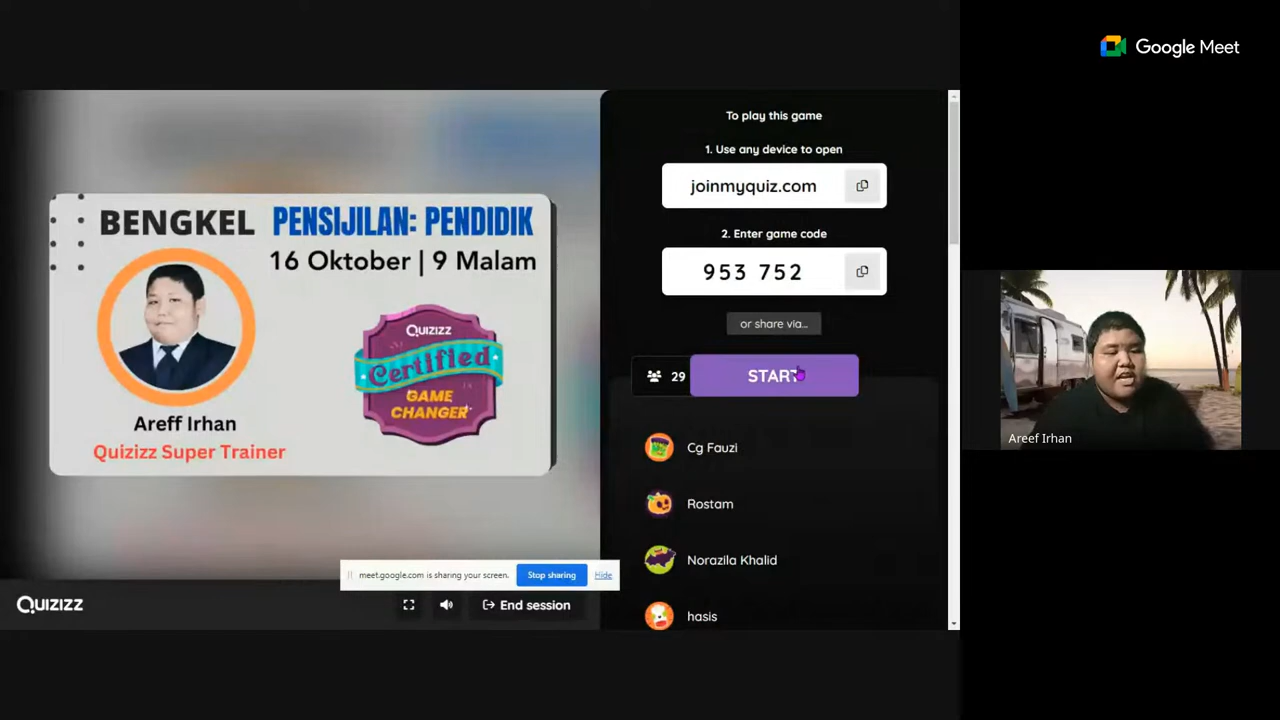 Google Meet
To play this game
1. Use any device to open
joinmyquiz.com
2. Enter game code
953 752
or share via...
29
START
Cg Fauzi
Rostam
Norazila Khalid
hasis
BENGKEL PENSIJILAN: PENDIDIK
16 Oktober | 9 Malam
QUIZIZZ
Certified
GAME
CHANGER
Areff Irhan
Quizizz Super Trainer
meet.google.com is sharing your screen.
Stop sharing
Hide
QUIZIZZ
End session
Areef Irhan